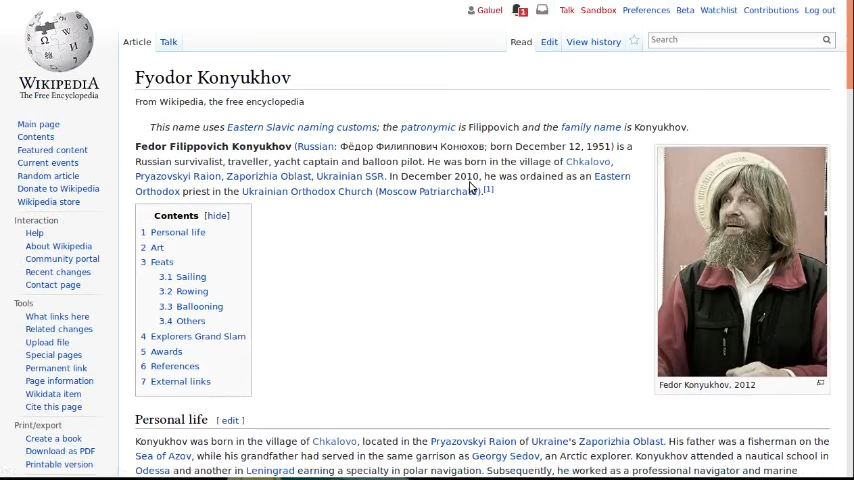 Galuel 1 Talk Sandbox Preferences Beta Watchlist Contributions Log out
Article Talk Read Edit View history Search
WIKIPEDIA
The Free Encyclopedia
Main page
Contents
Featured content
Current events
Random article
Donate to Wikipedia
Wikipedia store
Interaction
Help
About Wikipedia
Community portal
Recent changes
Contact page
Tools
What links here
Related changes
Upload file
Special pages
Permanent link
Page information
Wikidata item
Cite this page
Print/export
Create a book
Download as PDF
Printable version
Fyodor Konyukhov
From Wikipedia, the free encyclopedia
This name uses Eastern Slavic naming customs; the patronymic is Filippovich and the family name is Konyukhov.
Fedor Filippovich Konyukhov (Russian: Фёдор Филиппович Конюхов; born December 12, 1951) is a
Russian survivalist, traveller, yacht captain and balloon pilot. He was born in the village of Chkalovo,
Pryazovskyi Raion, Zaporizhia Oblast, Ukrainian SSR. In December 2010, he was ordained as an Eastern
Orthodox priest in the Ukrainian Orthodox Church (Moscow Patriarchate).[1]
Contents [hide]
1 Personal life
2 Art
3 Feats
3.1 Sailing
3.2 Rowing
3.3 Ballooning
3.4 Others
4 Explorers Grand Slam
5 Awards
6 References
7 External links
Fedor Konyukhov, 2012
Personal life [ edit ]
Konyukhov was born in the village of Chkalovo, located in the Pryazovskyi Raion of Ukraine's Zaporizhia Oblast. His father was a fisherman on the
Sea of Azov, while his grandfather had served in the same garrison as Georgy Sedov, an Arctic explorer. Konyukhov attended a nautical school in
Odessa and another in Leningrad earning a specialty in polar navigation. Subsequently, he worked as a professional navigator and marine